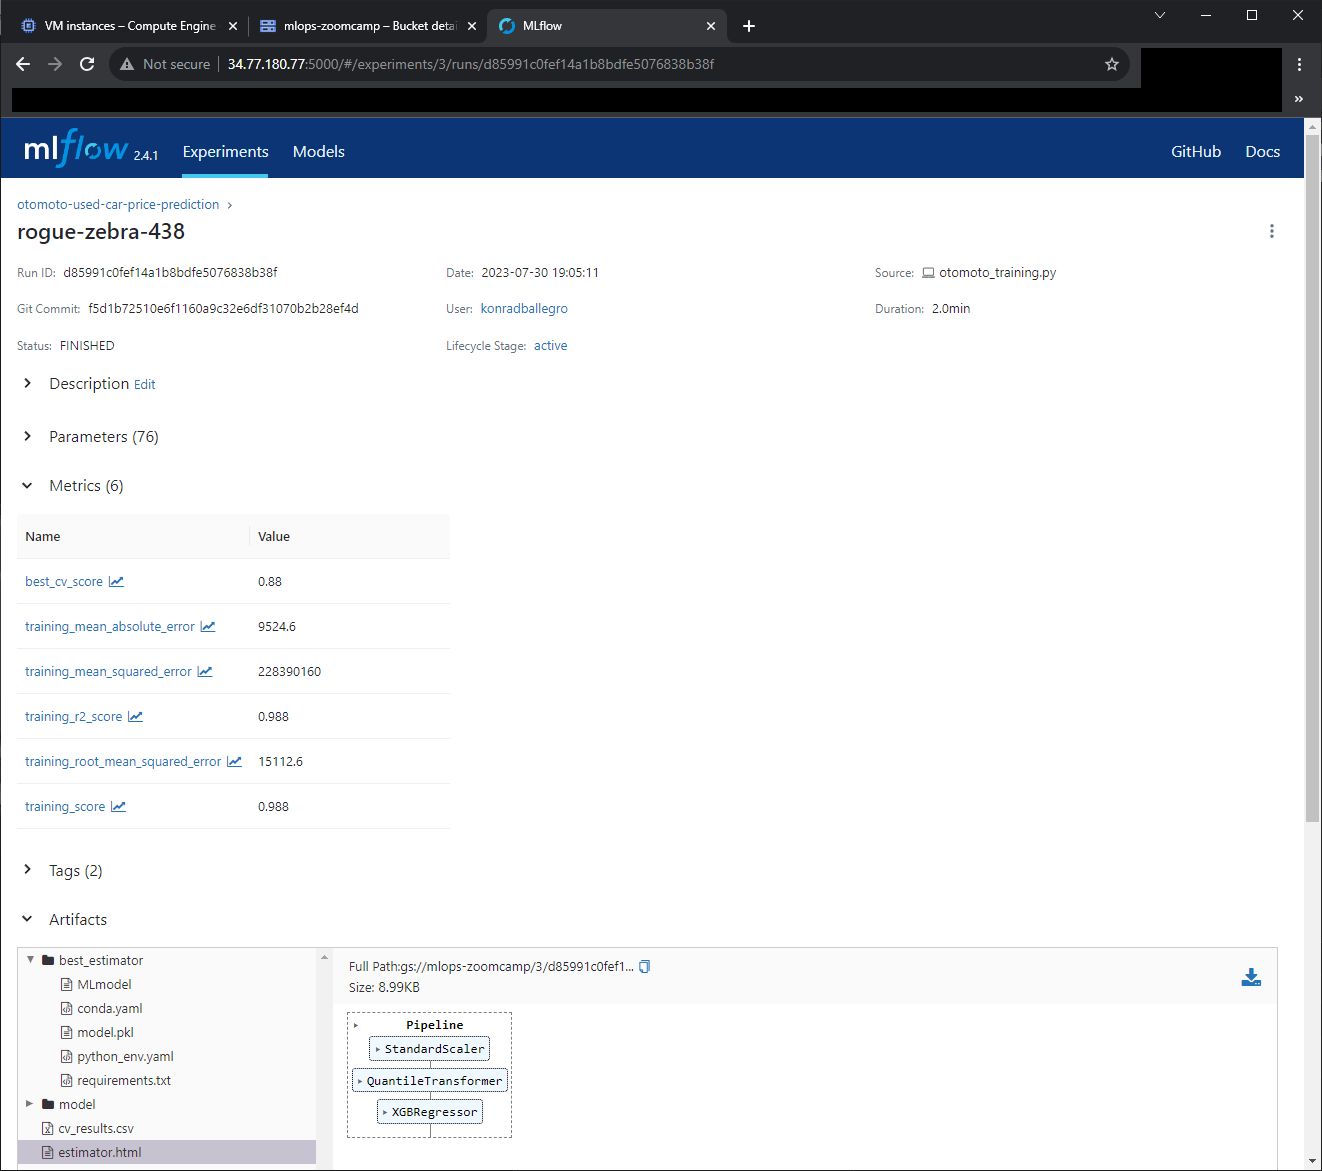 VM instances – Compute Engine
mlops-zoomcamp – Bucket detai
MLflow
Not secure
34.77.180.77:5000/#/experiments/3/runs/d85991c0fef14a1b8bdfe5076838b38f
mlflow 2.4.1 Experiments Models GitHub Docs
otomoto-used-car-price-prediction
rogue-zebra-438
Run ID: d85991c0fef14a1b8bdfe5076838b38f Date: 2023-07-30 19:05:11 Source: otomoto_training.py
Git Commit: f5d1b72510e6f1160a9c32e6df31070b2b28ef4d User: konradballegro Duration: 2.0min
Status: FINISHED Lifecycle Stage: active
Description Edit
Parameters (76)
Metrics (6)
Name Value
best_cv_score 0.88
training_mean_absolute_error 9524.6
training_mean_squared_error 228390160
training_r2_score 0.988
training_root_mean_squared_error 15112.6
training_score 0.988
Tags (2)
Artifacts
best_estimator
MLmodel
conda.yaml
model.pkl
python_env.yaml
requirements.txt
model
cv_results.csv
estimator.html
Full Path:gs://mlops-zoomcamp/3/d85991c0fef1...
Size: 8.99KB
Pipeline
StandardScaler
QuantileTransformer
XGBRegressor